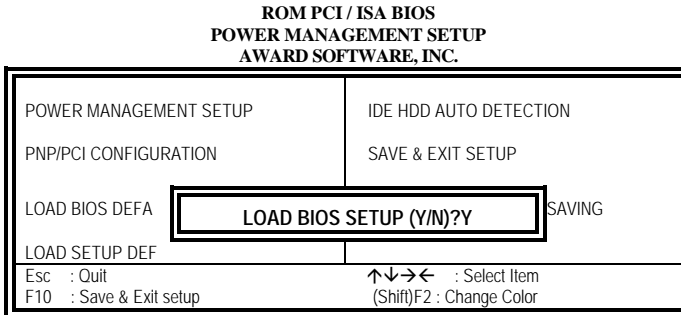 ROM PCI / ISA BIOS
POWER MANAGEMENT SETUP
AWARD SOFTWARE, INC.
POWER MANAGEMENT SETUP
IDE HDD AUTO DETECTION
PNP/PCI CONFIGURATION
SAVE & EXIT SETUP
LOAD BIOS DEFA
LOAD BIOS SETUP (Y/N)?Y
SAVING
LOAD SETUP DEF
Esc : Quit
↑↓→← : Select Item
F10 : Save & Exit setup
(Shift)F2 : Change Color